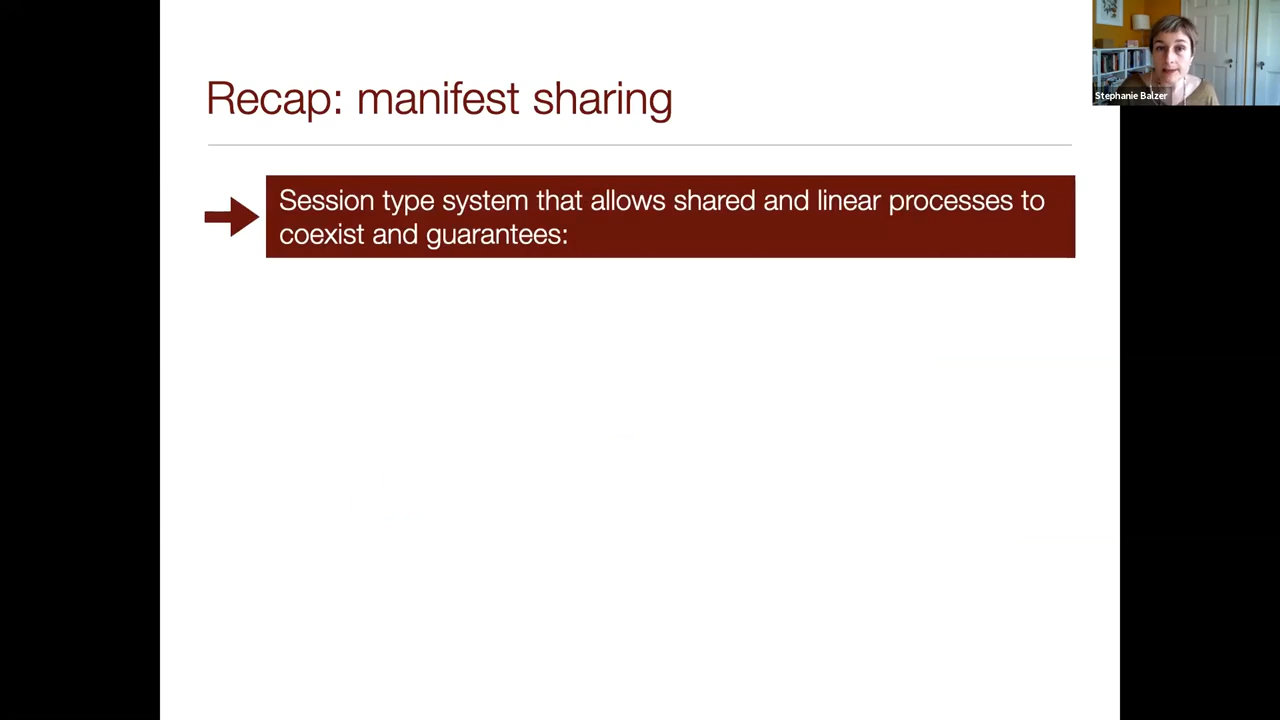 Recap: manifest sharing
Session type system that allows shared and linear processes to
coexist and guarantees:
Stephanie Balzer